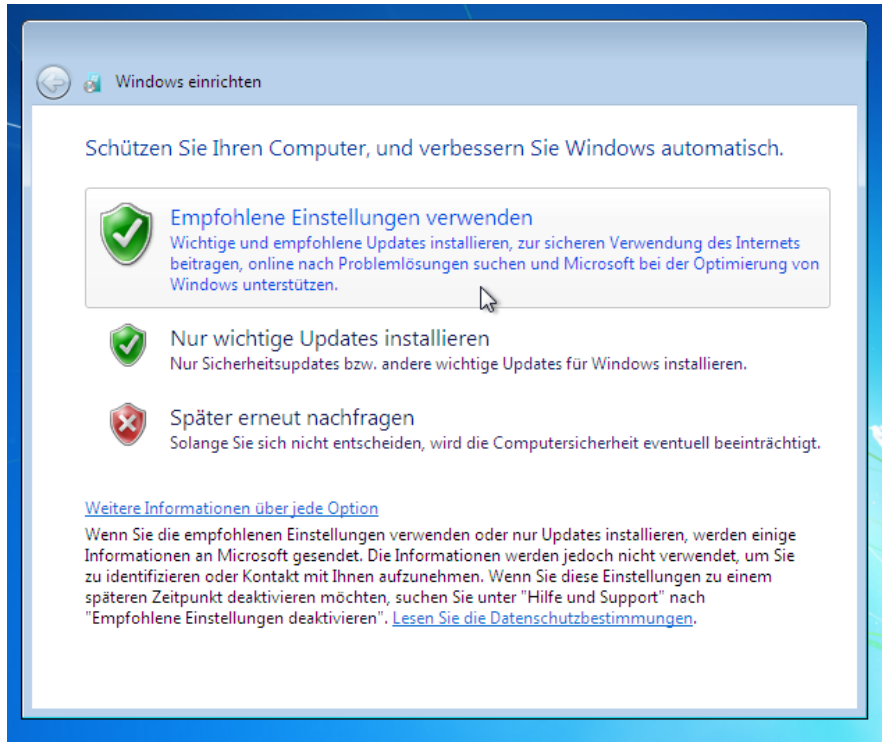 Windows einrichten
Schützen Sie Ihren Computer, und verbessern Sie Windows automatisch.
Empfohlene Einstellungen verwenden
Wichtige und empfohlene Updates installieren, zur sicheren Verwendung des Internets
beitragen, online nach Problemlösungen suchen und Microsoft bei der Optimierung von
Windows unterstützen.
Nur wichtige Updates installieren
Nur Sicherheitsupdates bzw. andere wichtige Updates für Windows installieren.
Später erneut nachfragen
Solange Sie sich nicht entscheiden, wird die Computersicherheit eventuell beeinträchtigt.
Weitere Informationen über jede Option
Wenn Sie die empfohlenen Einstellungen verwenden oder nur Updates installieren, werden einige
Informationen an Microsoft gesendet. Die Informationen werden jedoch nicht verwendet, um Sie
zu identifizieren oder Kontakt mit Ihnen aufzunehmen. Wenn Sie diese Einstellungen zu einem
späteren Zeitpunkt deaktivieren möchten, suchen Sie unter "Hilfe und Support" nach
"Empfohlene Einstellungen deaktivieren". Lesen Sie die Datenschutzbestimmungen.